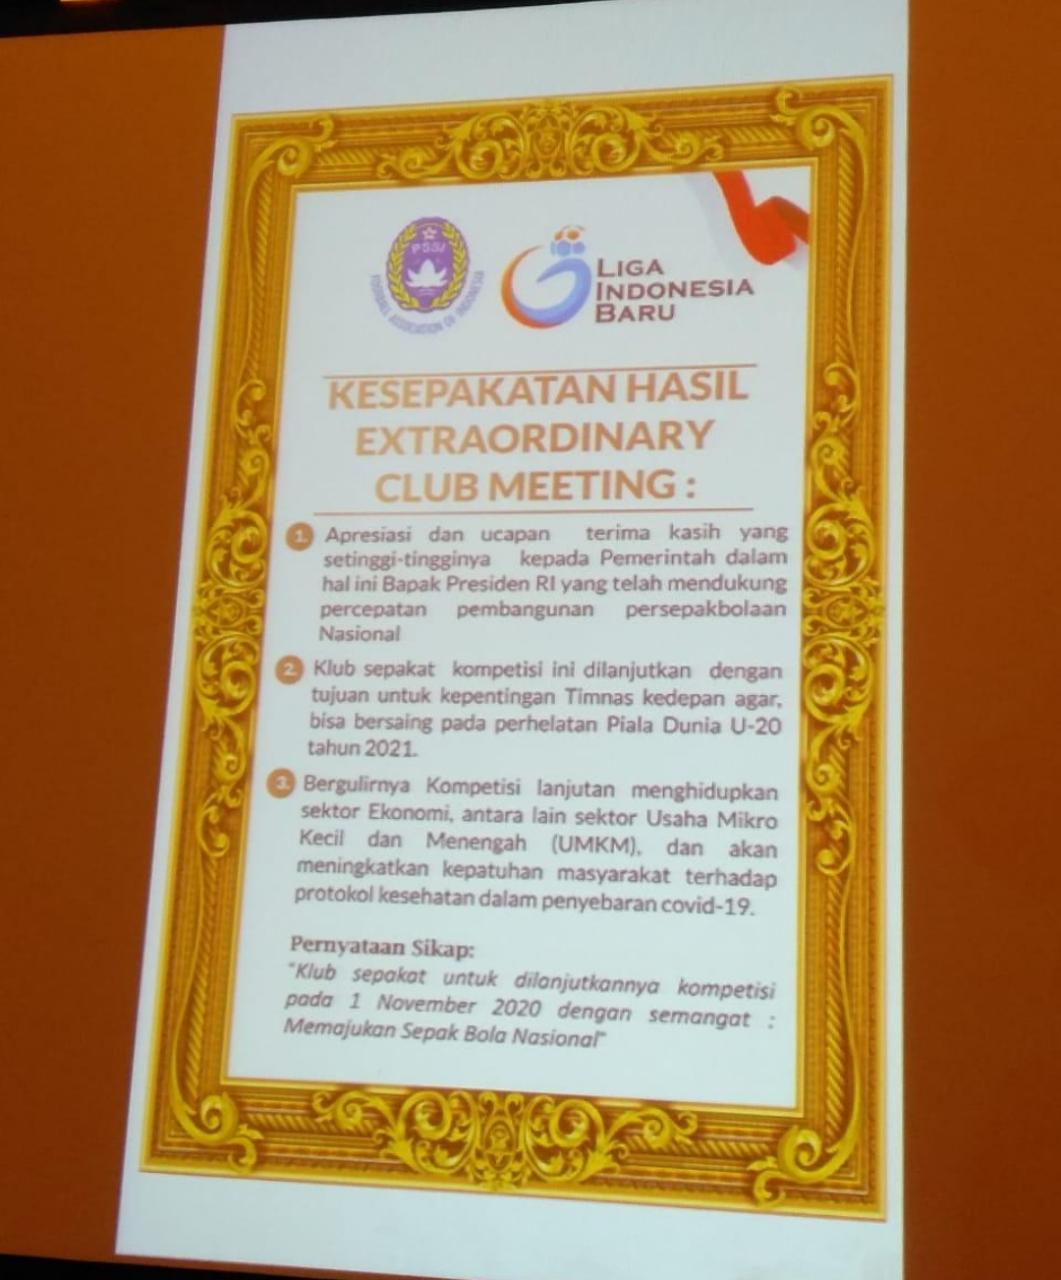 PSSI
FOOTBALL ASSOCIATION OF INDONESIA
LIGA
INDONESIA
BARU
KESEPAKATAN HASIL
EXTRAORDINARY
CLUB MEETING :
1. Apresiasi dan ucapan terima kasih yang
setinggi-tingginya kepada Pemerintah dalam
hal ini Bapak Presiden RI yang telah mendukung
percepatan pembangunan persepakbolaan
Nasional
2. Klub sepakat kompetisi ini dilanjutkan dengan
tujuan untuk kepentingan Timnas kedepan agar,
bisa bersaing pada perhelatan Piala Dunia U-20
tahun 2021.
3. Bergulirnya Kompetisi lanjutan menghidupkan
sektor Ekonomi, antara lain sektor Usaha Mikro
Kecil dan Menengah (UMKM), dan akan
meningkatkan kepatuhan masyarakat terhadap
protokol kesehatan dalam penyebaran covid-19.
Pernyataan Sikap:
"Klub sepakat untuk dilanjutkannya kompetisi
pada 1 November 2020 dengan semangat :
Memajukan Sepak Bola Nasional"